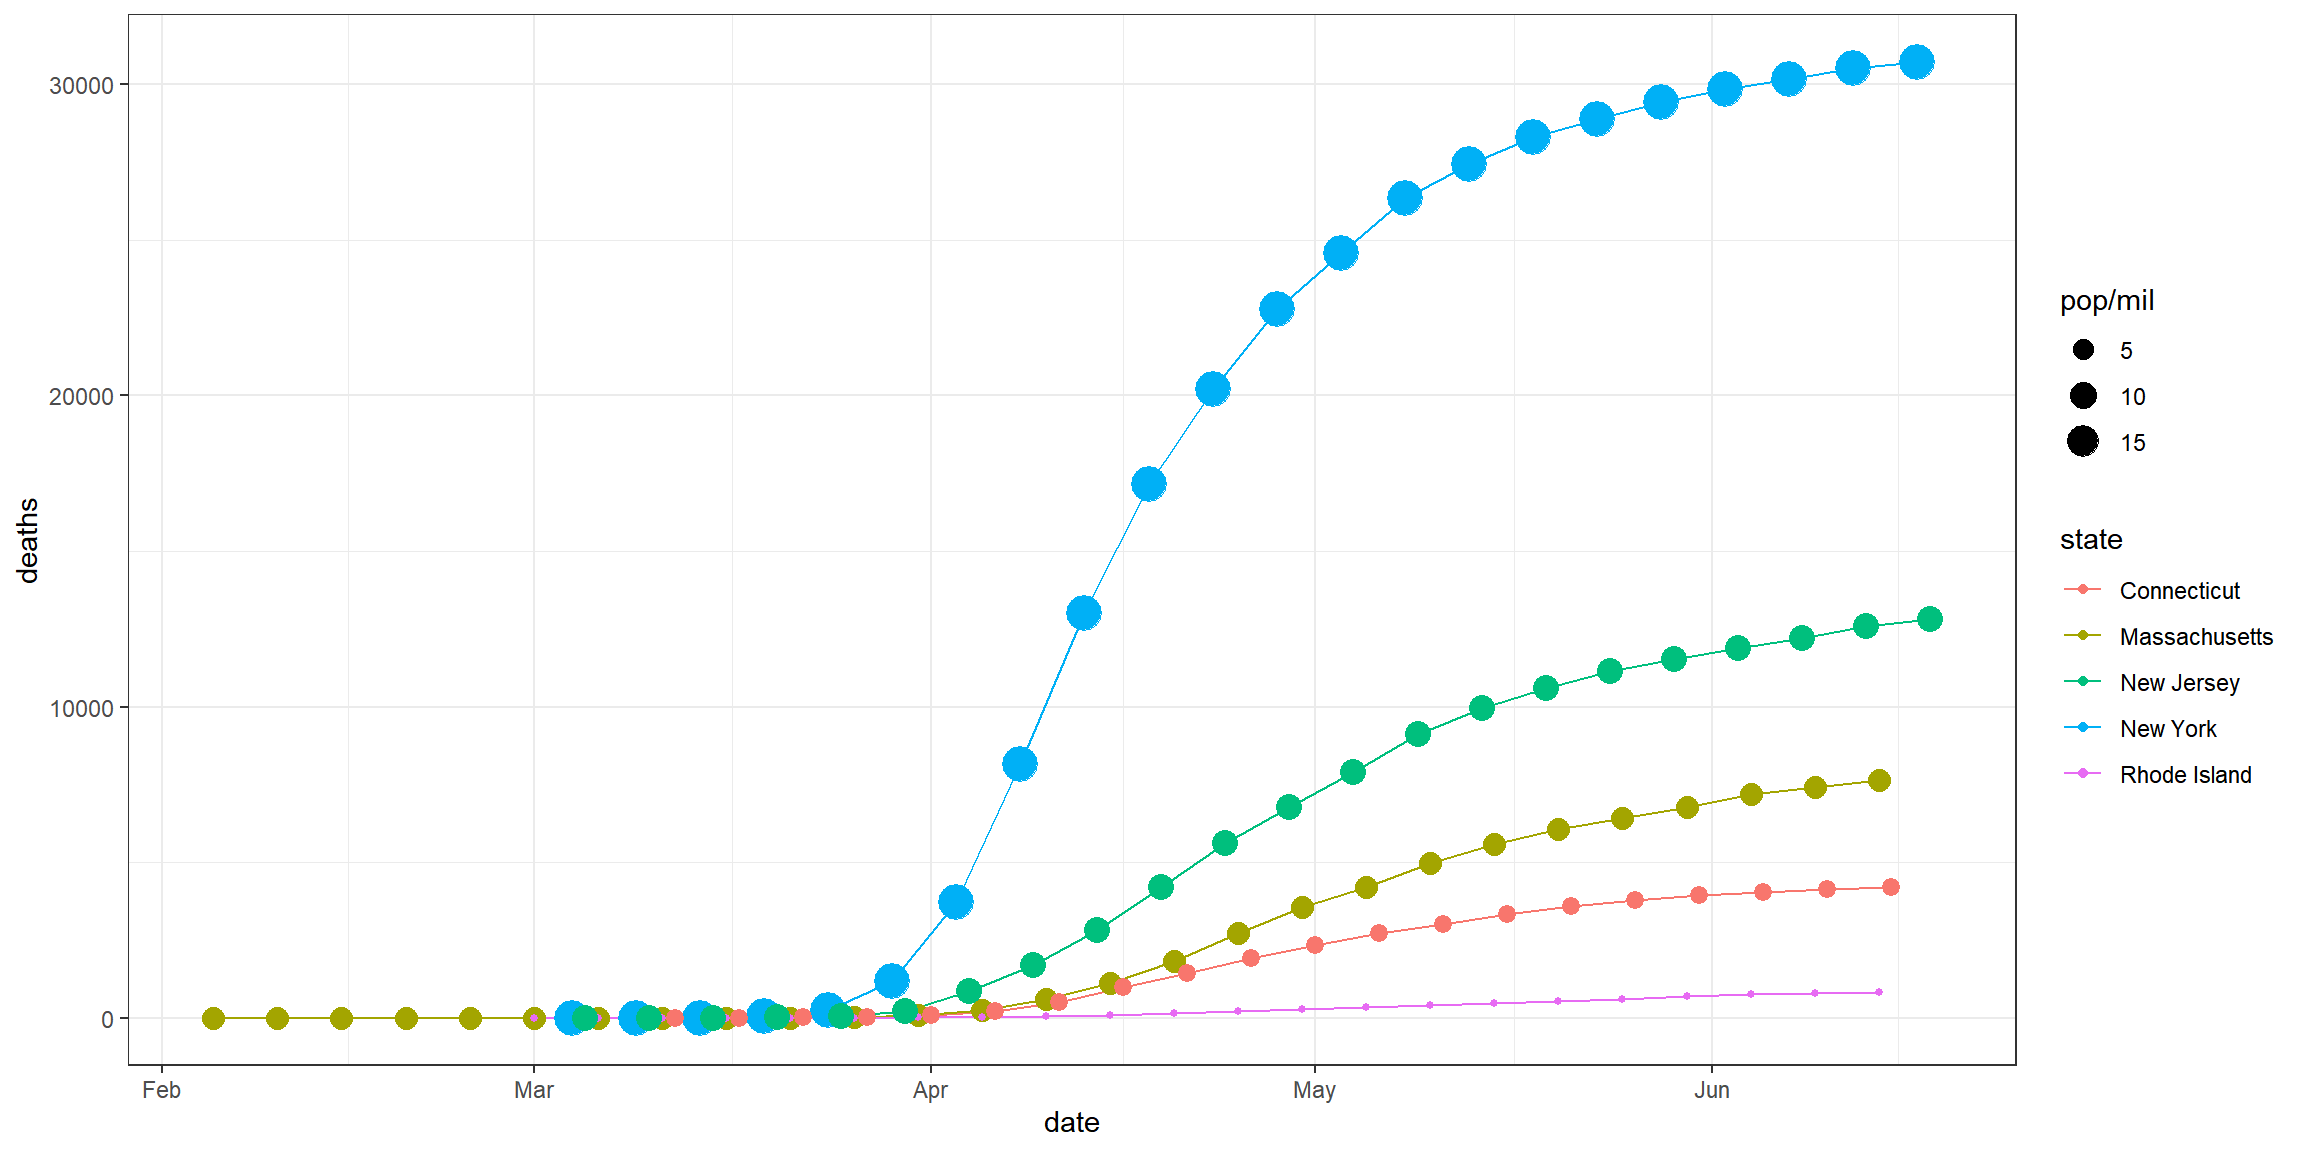 30000
20000
10000
0
deaths
Feb Mar Apr May Jun
date
pop/mil
5
10
15
state
Connecticut
Massachusetts
New Jersey
New York
Rhode Island